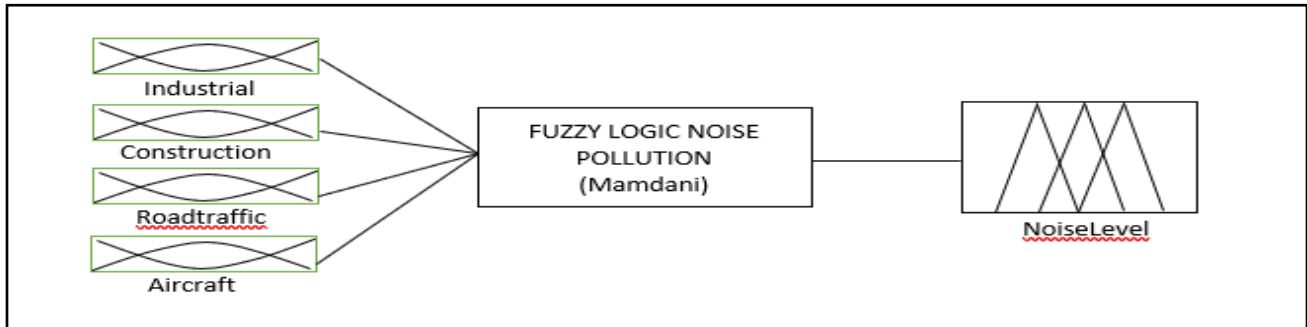 Industrial
Construction
Roadtraffic
Aircraft
FUZZY LOGIC NOISE
POLLUTION
(Mamdani)
NoiseLevel